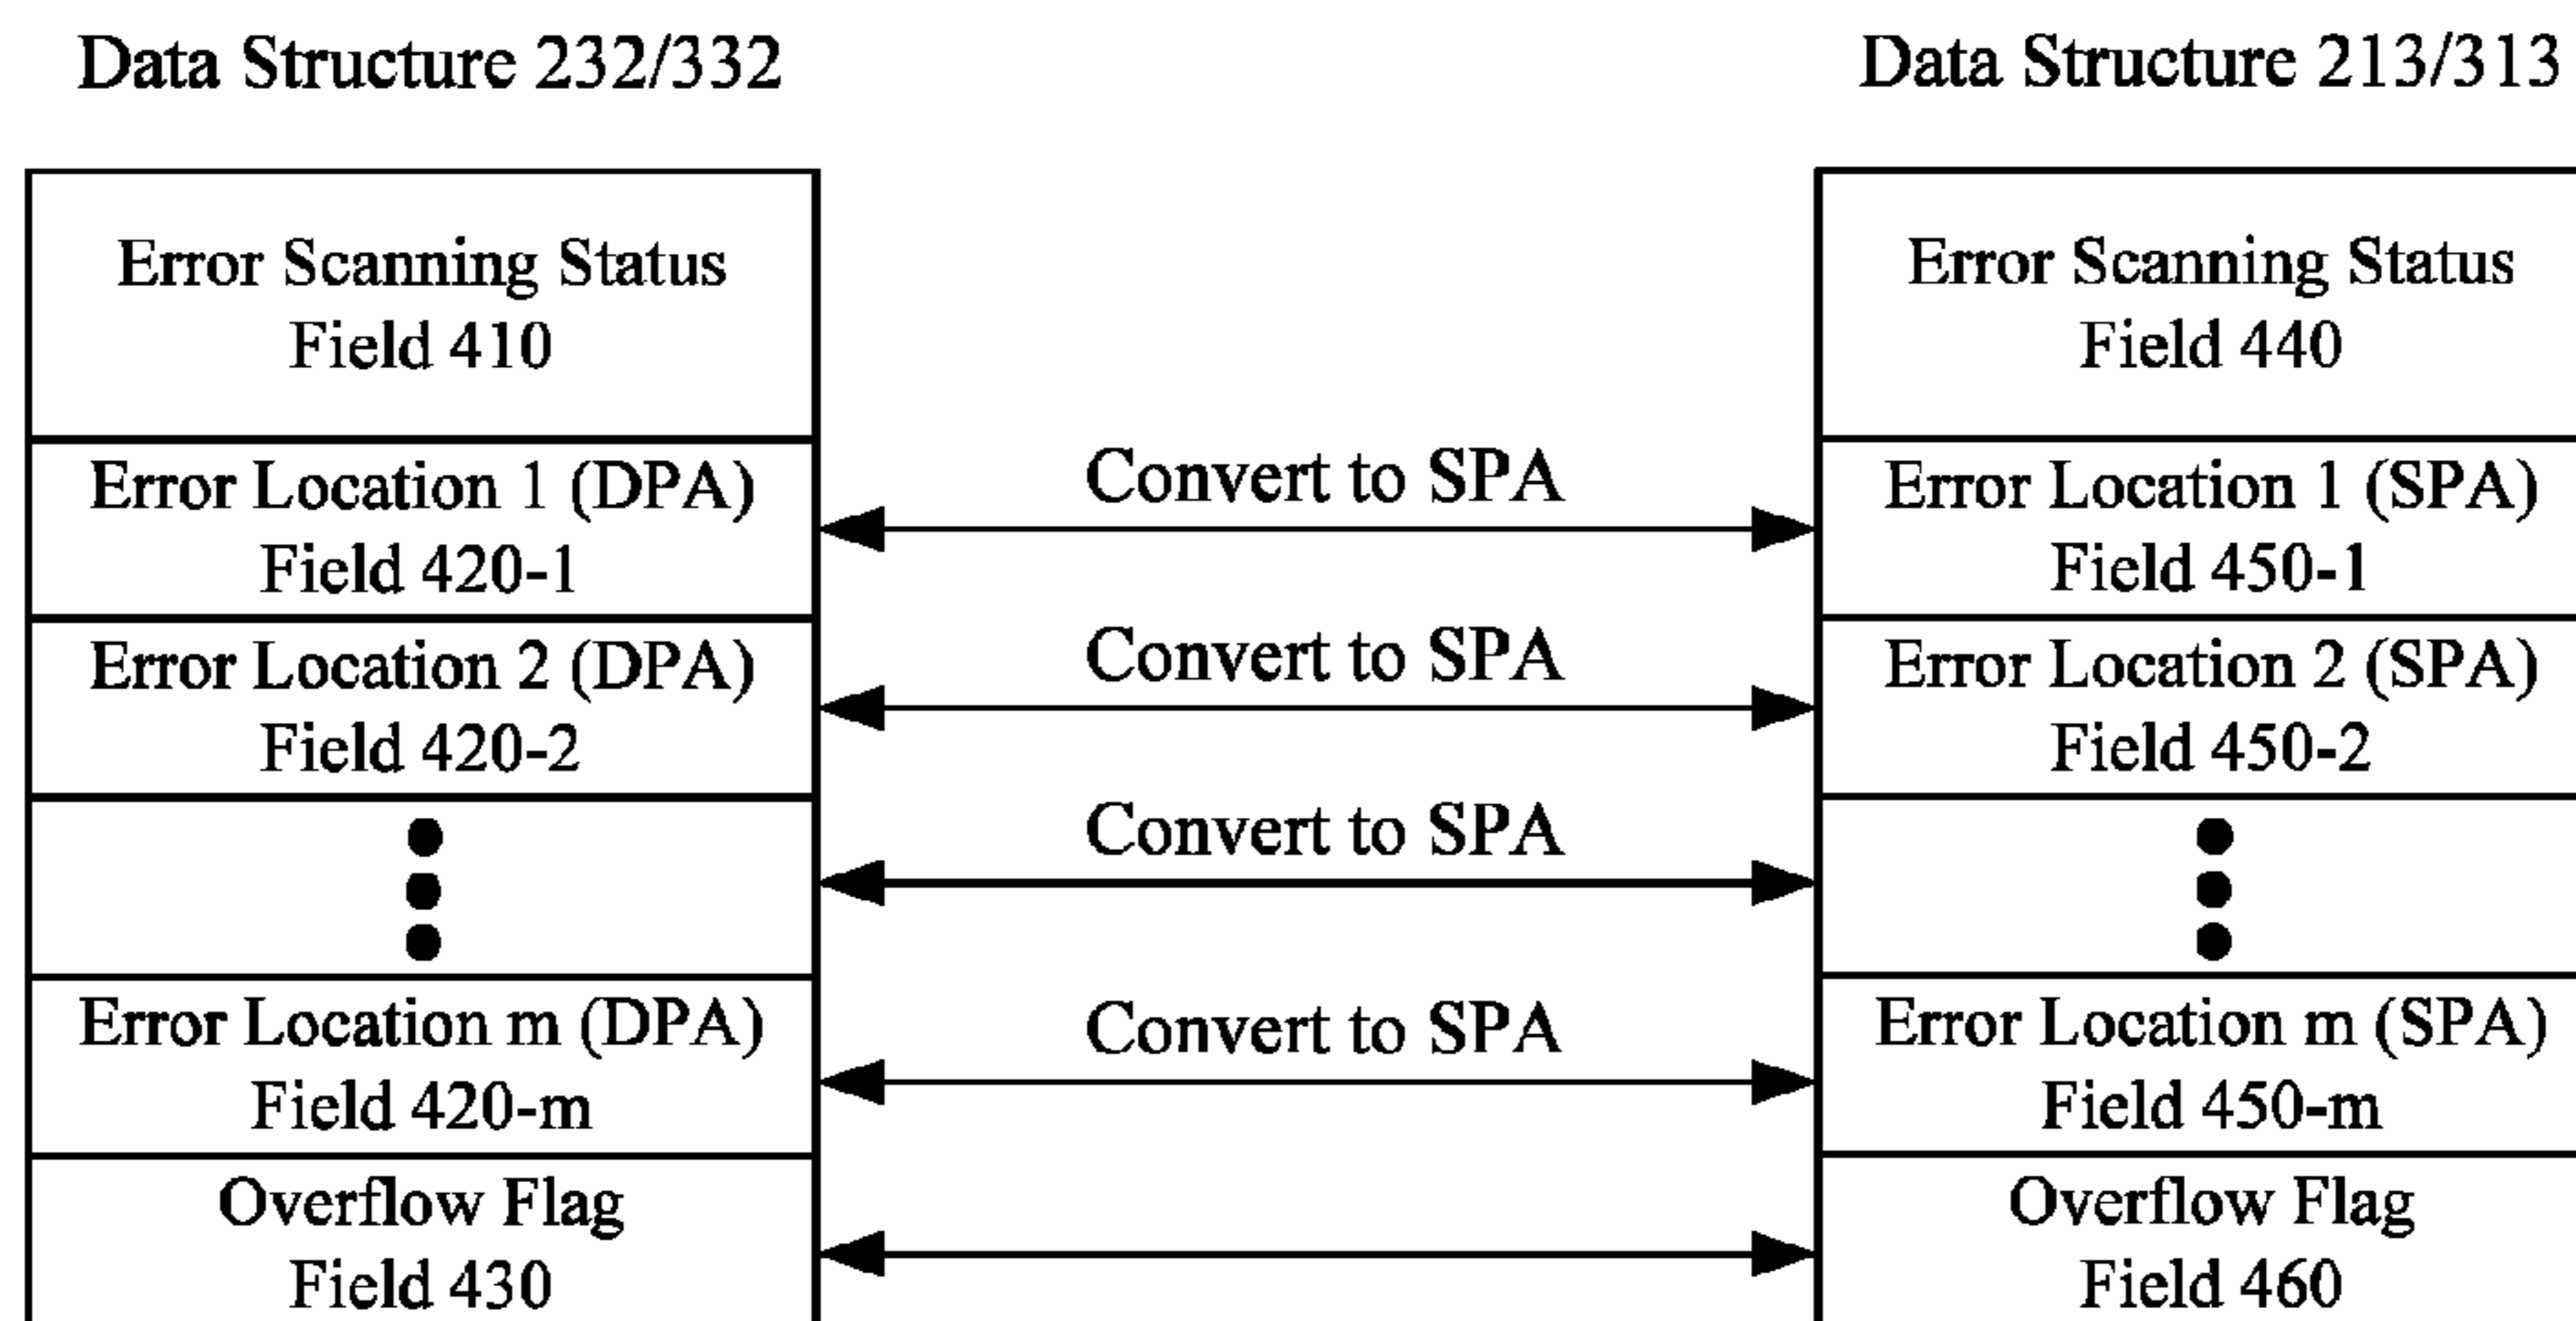 Data Structure 232/332
Data Structure 213/313
Error Scanning Status
Field 410
Error Scanning Status
Field 440
Error Location 1 (DPA)
Field 420-1
Convert to SPA
Error Location 1 (SPA)
Field 450-1
Error Location 2 (DPA)
Field 420-2
Convert to SPA
Error Location 2 (SPA)
Field 450-2
Convert to SPA
Error Location m (DPA)
Field 420-m
Convert to SPA
Error Location m (SPA)
Field 450-m
Overflow Flag
Field 430
Overflow Flag
Field 460